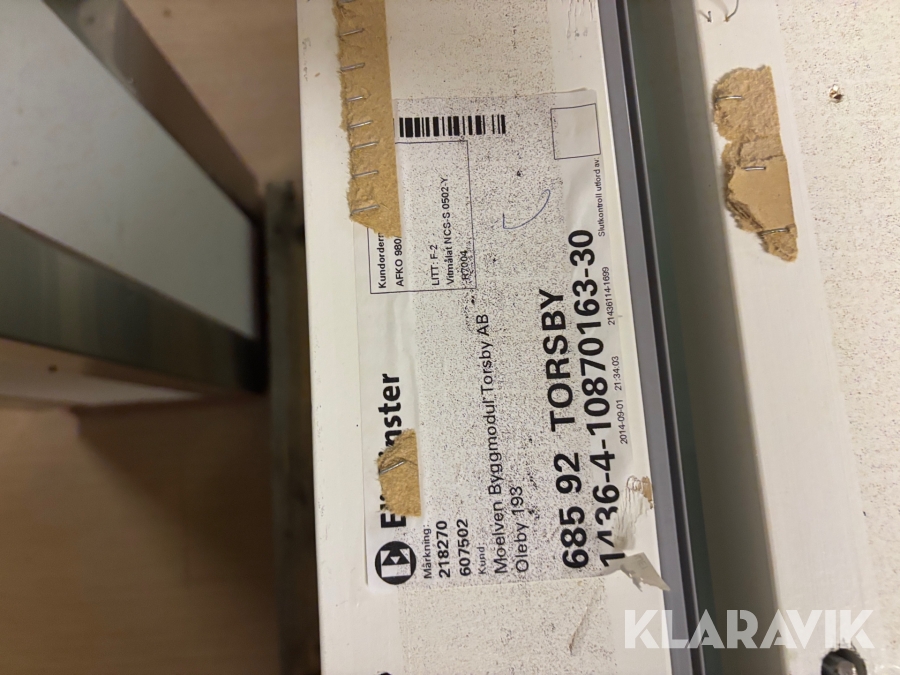 Märkning:
218270
607502
Kund:
Moelven Byggmodul Torsby AB
Oleby 193
685 92 TORSBY
1436-4-10870163-30
2014-09-01 21:34:03 21436114-1699
Slutkontroll utförd av:
AFKO 980
LITT: F-2
Vitmålat NCS-S 0502-Y
R7004
KLARAVIK